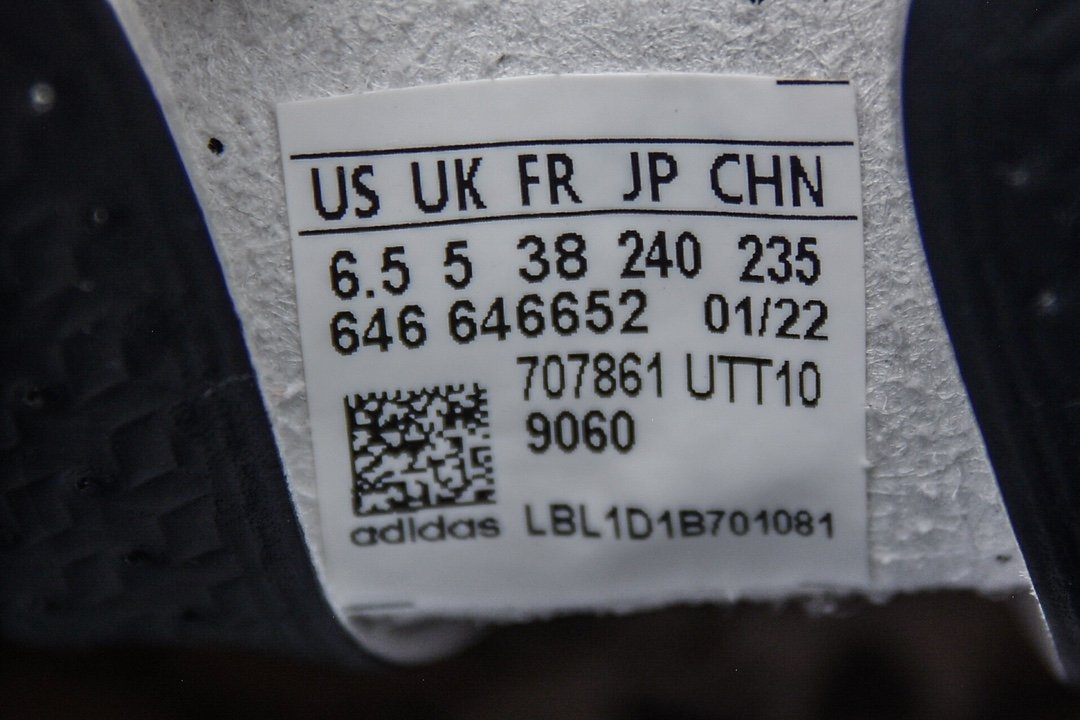 US UK FR JP CHN
6.5 5 38 240 235
646 646652 01/22
707861 UTT10
9060
adidas LBL1D1B701081